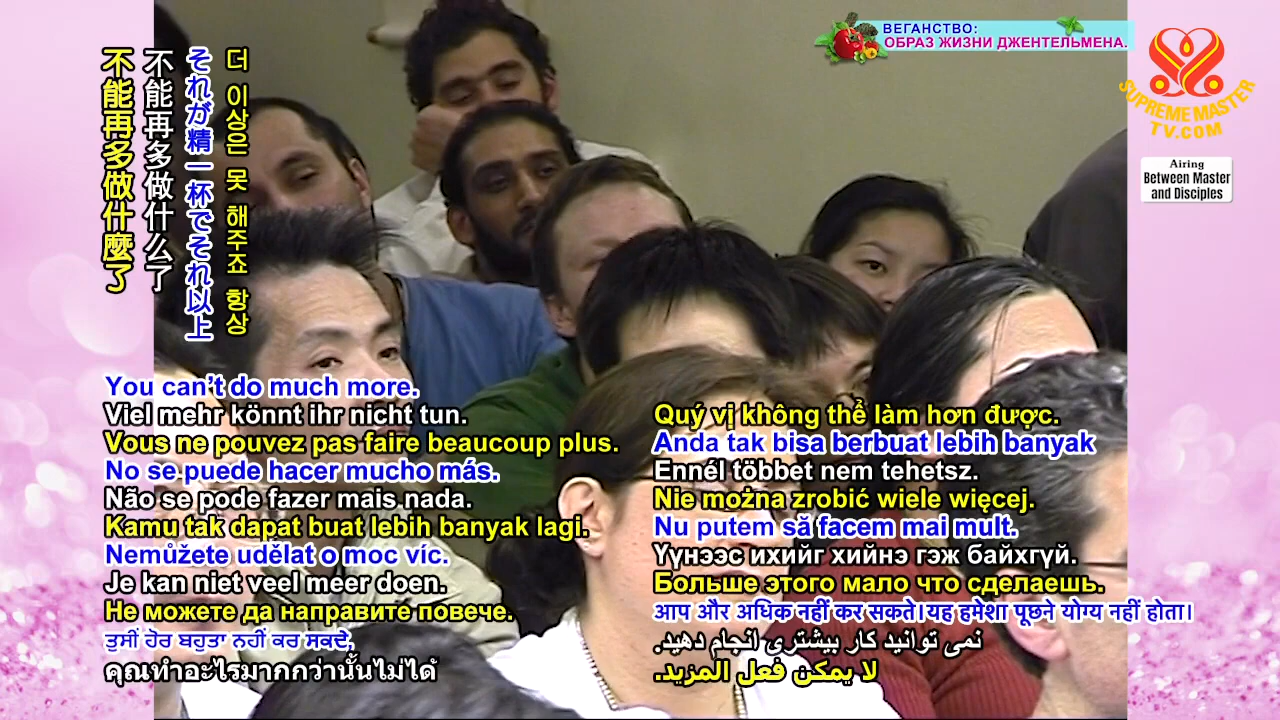 ВЕГАНСТВО:
ОБРАЗ ЖИЗНИ ДЖЕНТЕЛЬМЕНА.
SUPREME MASTER
TV.COM
Airing
Between Master
and Disciples
더 이상은 못 해주죠 항상
それが精一杯でそれ以上
不能再多做什么了
不能再多做什麼了
You can't do much more.
Viel mehr könnt ihr nicht tun.
Vous ne pouvez pas faire beaucoup plus.
No se puede hacer mucho más.
Não se pode fazer mais nada.
Kamu tak dapat buat lebih banyak lagi.
Nemůžete udělat o moc víc.
Je kan niet veel meer doen.
Не можете да направите повече.
ਤੁਸੀਂ ਹੋਰ ਬਹੁਤਾ ਨਹੀਂ ਕਰ ਸਕਦੇ,
คุณทำอะไรมากกว่านั้นไม่ได้
Quý vị không thể làm hơn được.
Anda tak bisa berbuat lebih banyak
Ennél többet nem tehetsz.
Nie można zrobić wiele więcej.
Nu putem să facem mai mult.
Үүнээс ихийг хийнэ гэж байхгүй.
Больше этого мало что сделаешь.
आप और अधिक नहीं कर सकते।यह हमेशा पूछने योग्य नहीं होता।
نمی توانید کار بیشتری انجام دهید.
لا يمكن فعل المزيد.